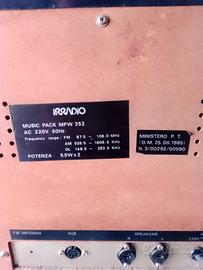 IRRADIO
MUSIC PACK MPW 352
AC 220V 50Hz
Frequency range : FM 87.5 - 108.0 MHz
AM 526.5 - 1606.5 KHz
OL 148.5 - 283.5 KHz
POTENZA : 5.5W x 2
MINISTERO P. T.
(D. M. 25. 06. 1985)
N. 3/00292/00590
FM ANTENNA
AUX
SPEAKERS
R
L